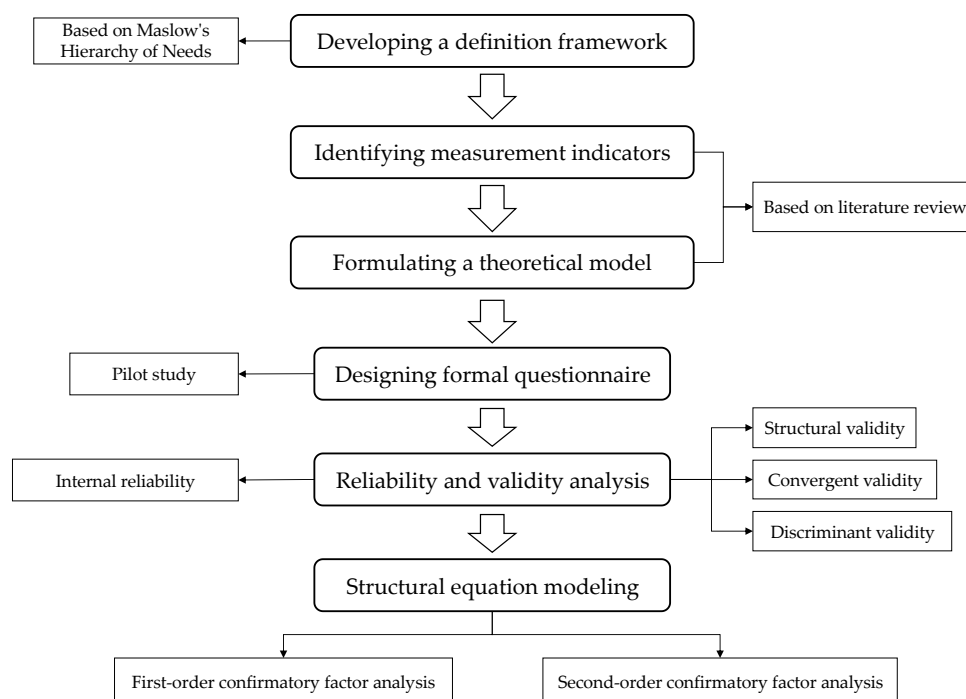 Based on Maslow's
Hierarchy of Needs
Developing a definition framework
Identifying measurement indicators
Based on literature review
Formulating a theoretical model
Pilot study
Designing formal questionnaire
Structural validity
Internal reliability
Reliability and validity analysis
Convergent validity
Discriminant validity
Structural equation modeling
First-order confirmatory factor analysis
Second-order confirmatory factor analysis